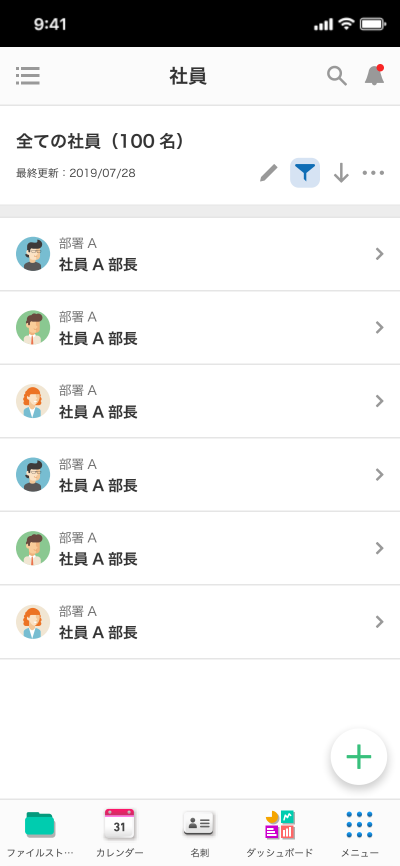 9:41
社員
全ての社員（100 名）
最終更新：2019/07/28
部署 A
社員 A 部長
部署 A
社員 A 部長
部署 A
社員 A 部長
部署 A
社員 A 部長
部署 A
社員 A 部長
部署 A
社員 A 部長
31
ファイルスト…
カレンダー
名刺
ダッシュボード
メニュー